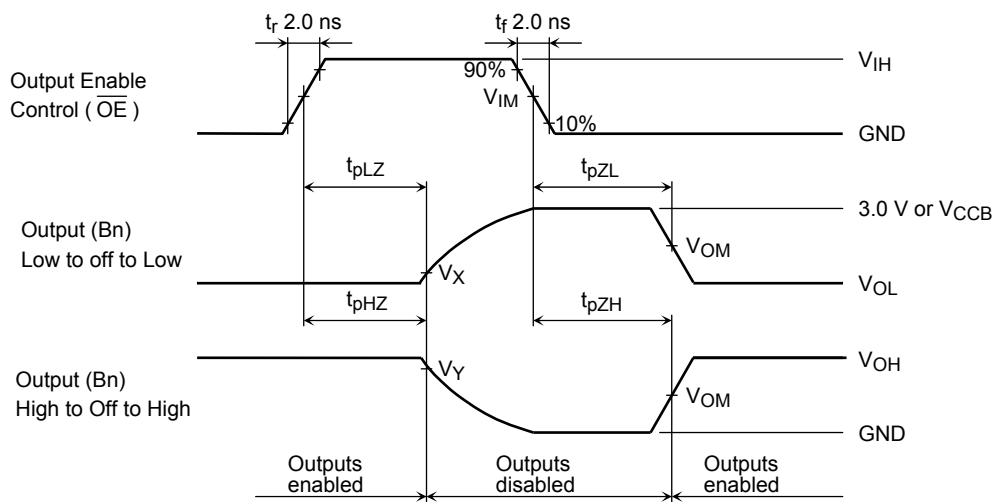 tr 2.0 ns
tf 2.0 ns
Output Enable
Control ( OE )
90%
VIM
10%
VIH
GND
tpLZ
tpZL
Output (Bn)
Low to off to Low
VX
VOM
3.0 V or VCCB
VOL
tpHZ
tpZH
Output (Bn)
High to Off to High
VY
VOM
VOH
GND
Outputs
enabled
Outputs
disabled
Outputs
enabled